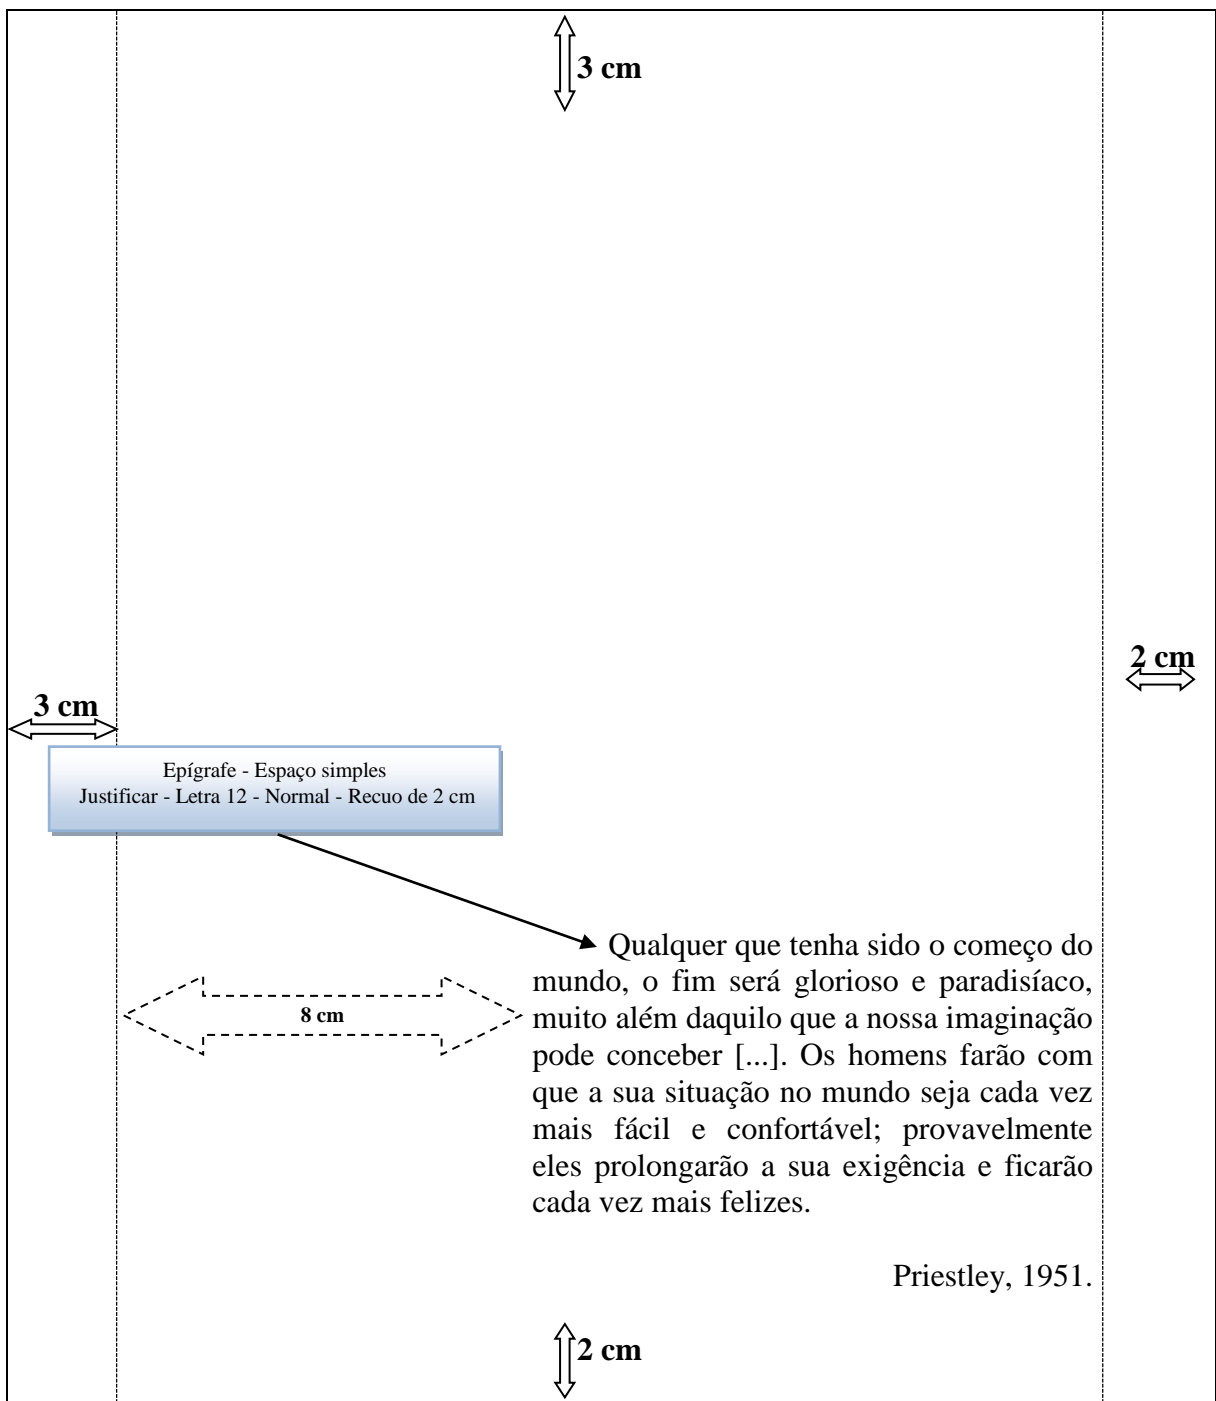 3 cm
2 cm
3 cm
Epígrafe - Espaço simples
Justificar - Letra 12 - Normal - Recuo de 2 cm
Qualquer que tenha sido o começo do
mundo, o fim será glorioso e paradisíaco,
8 cm
muito além daquilo que a nossa imaginação
pode conceber [...]. Os homens farão com
que a sua situação no mundo seja cada vez
mais fácil e confortável; provavelmente
eles prolongarão a sua exigência e ficarão
cada vez mais felizes.
Priestley, 1951.
2 cm